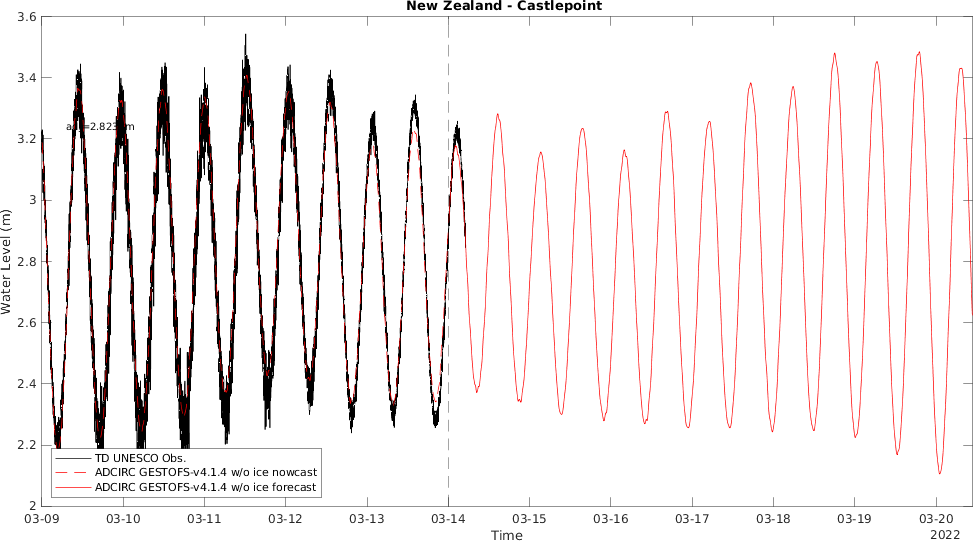 New Zealand - Castlepoint
Water Level (m)
3.6
3.4
3.2
3
2.8
2.6
2.4
2.2
2
TD UNESCO Obs.
ADCIRC GESTOFS-v4.1.4 w/o ice nowcast
ADCIRC GESTOFS-v4.1.4 w/o ice forecast
03-09 03-10 03-11 03-12 03-13 03-14 03-15 03-16 03-17 03-18 03-19 03-20
Time
2022